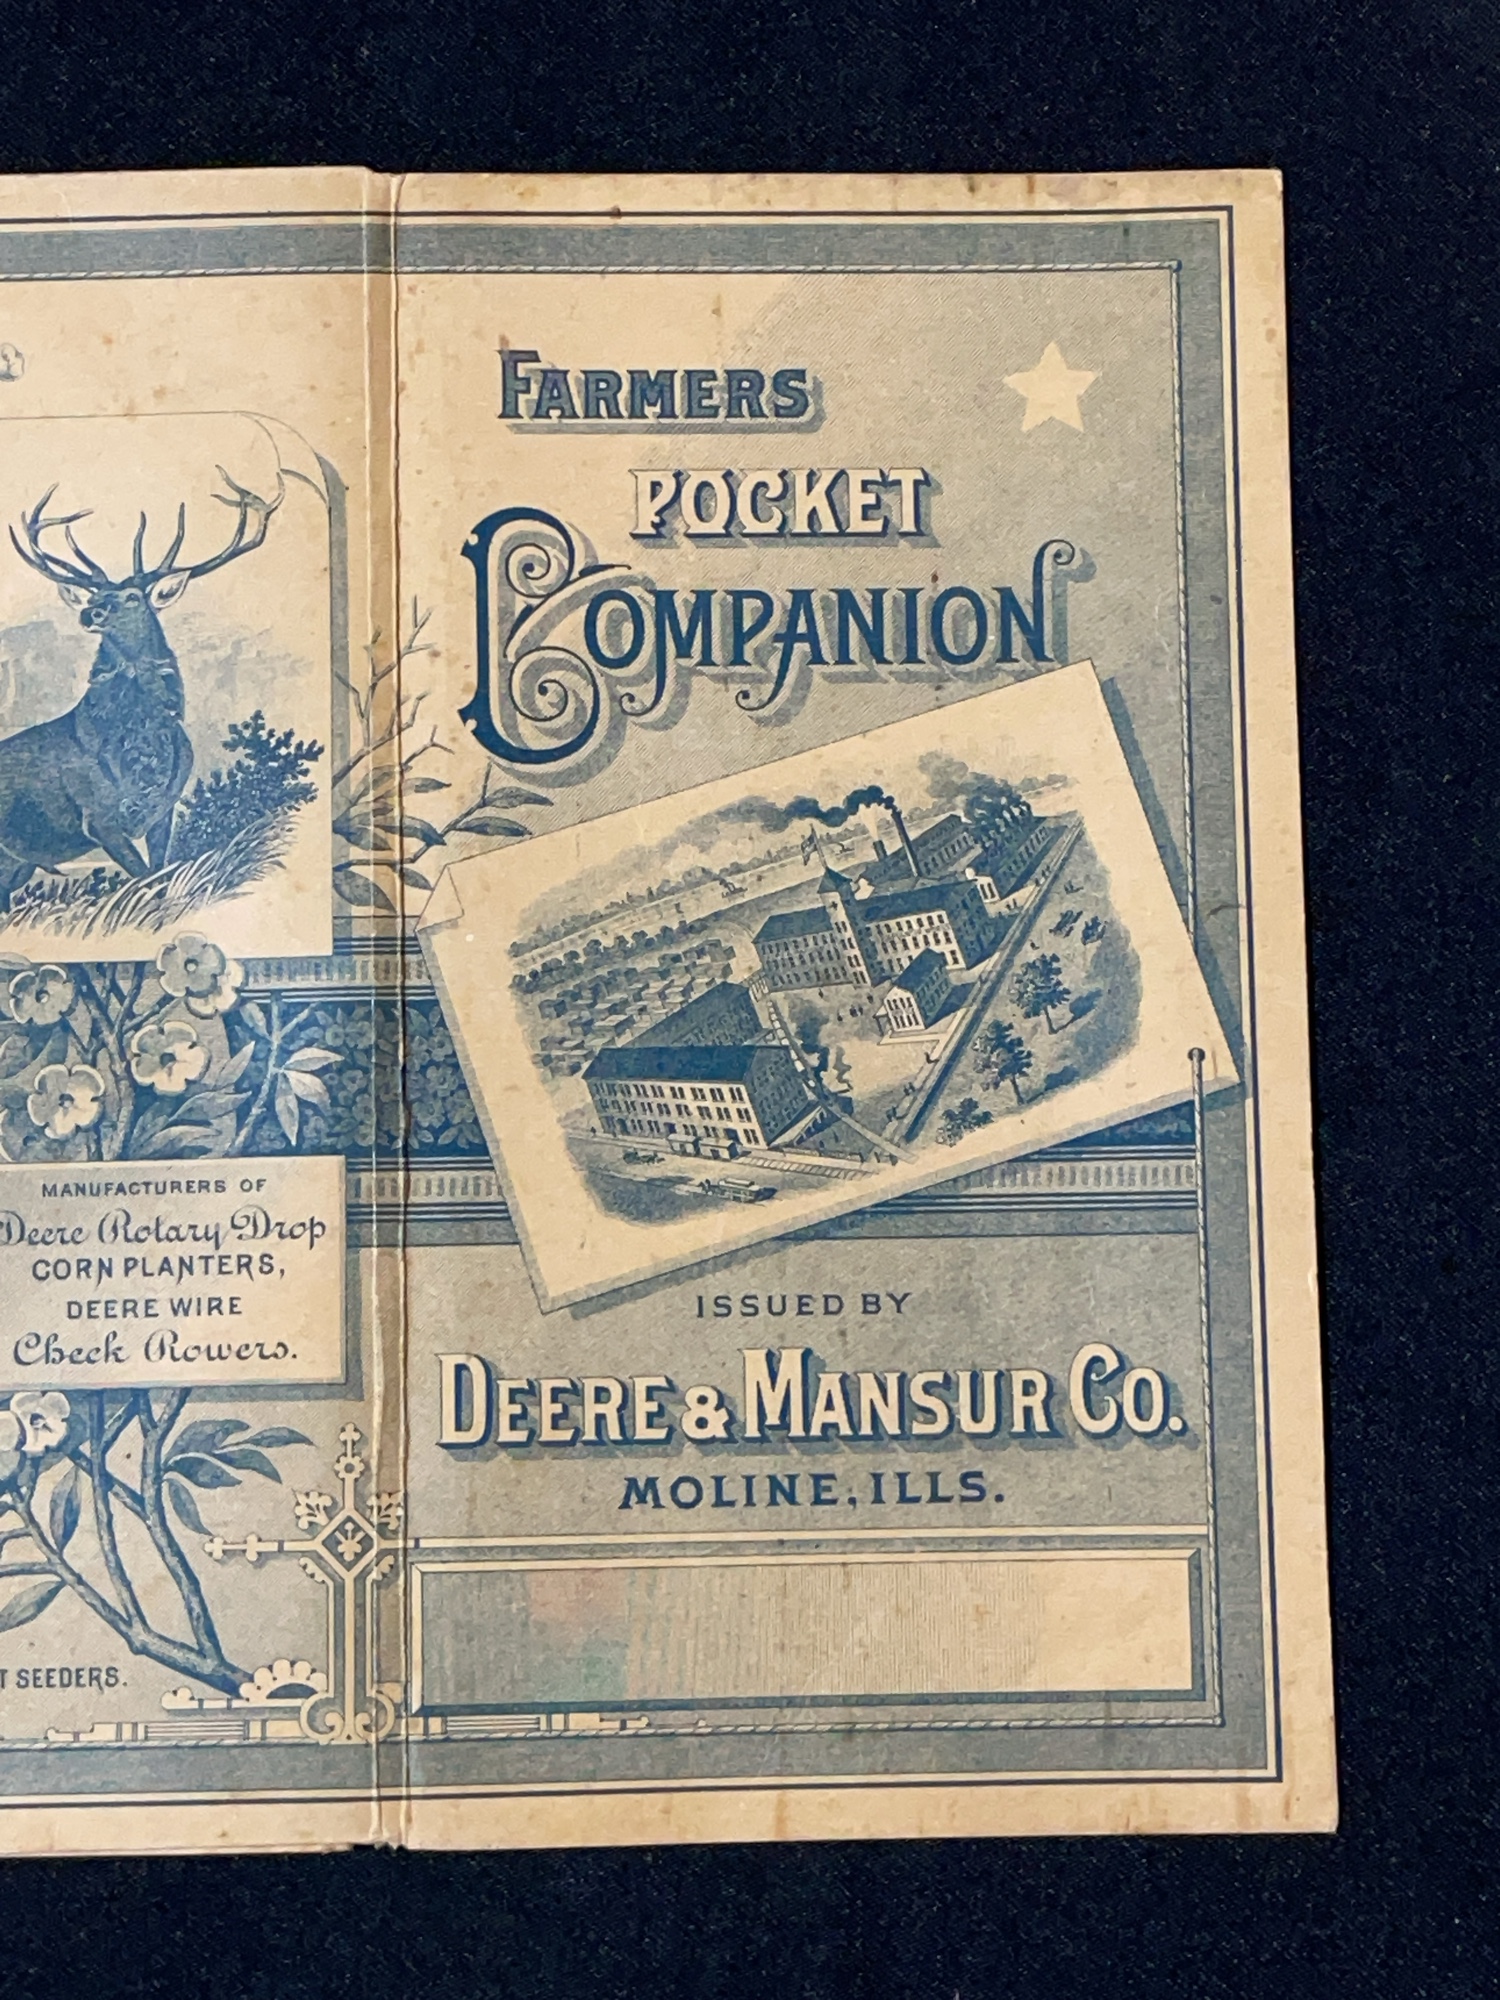 FARMERS
POCKET
COMPANION
ISSUED BY
DEERE & MANSUR CO.
MOLINE, ILLS.
MANUFACTURERS OF
Deere Rotary Drop
CORN PLANTERS,
DEERE WIRE
Check Rowers.
T SEEDERS.